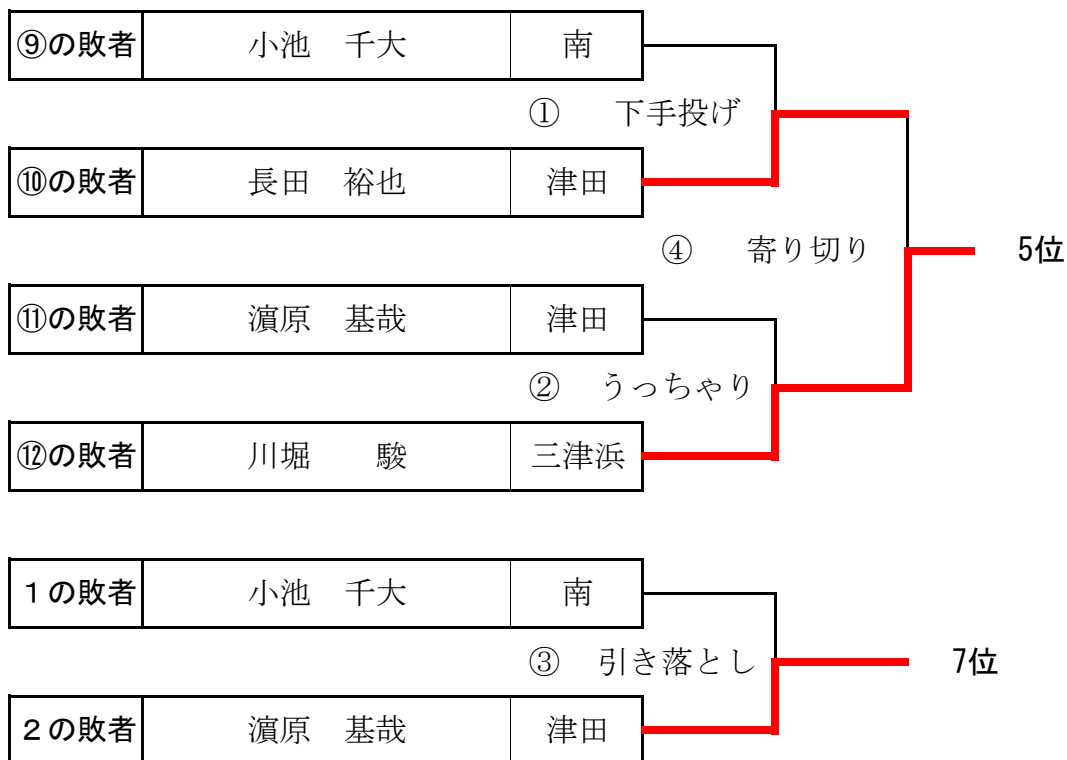 ⑨の敗者 小池 千大 南
① 下手投げ
⑩の敗者 長田 裕也 津田
④ 寄り切り 5位
⑪の敗者 濵原 基哉 津田
② うっちゃり
⑫の敗者 川堀 駿 三津浜
１の敗者 小池 千大 南
③ 引き落とし 7位
２の敗者 濵原 基哉 津田